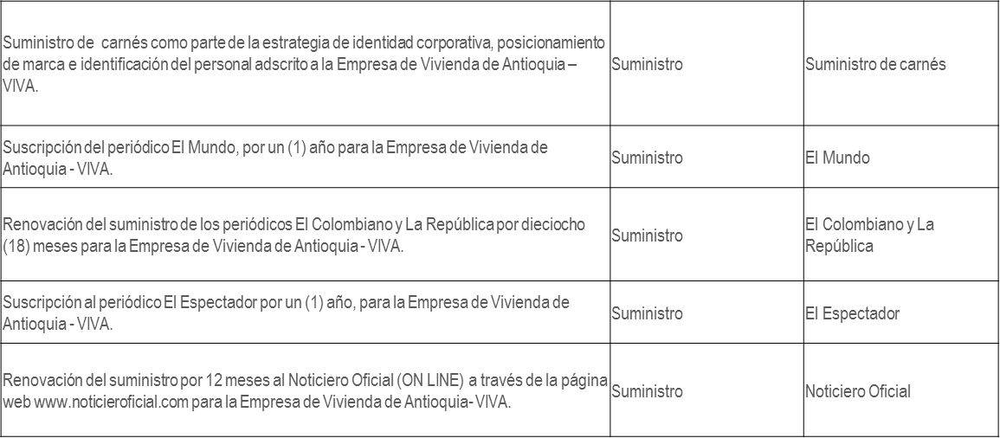 Suministro de carnés como parte de la estrategia de identidad corporativa, posicionamiento
de marca e identificación del personal adscrito a la Empresa de Vivienda de Antioquia –
VIVA.
Suministro
Suministro de carnés
Suscripción del periódico El Mundo, por un (1) año para la Empresa de Vivienda de
Antioquia - VIVA.
Suministro
El Mundo
Renovación del suministro de los periódicos El Colombiano y La República por dieciocho
(18) meses para la Empresa de Vivienda de Antioquia - VIVA.
Suministro
El Colombiano y La
República
Suscripción al periódico El Espectador por un (1) año, para la Empresa de Vivienda de
Antioquia - VIVA.
Suministro
El Espectador
Renovación del suministro por 12 meses al Noticiero Oficial (ON LINE) a través de la página
web www.noticieroficial.com para la Empresa de Vivienda de Antioquia- VIVA.
Suministro
Noticiero Oficial